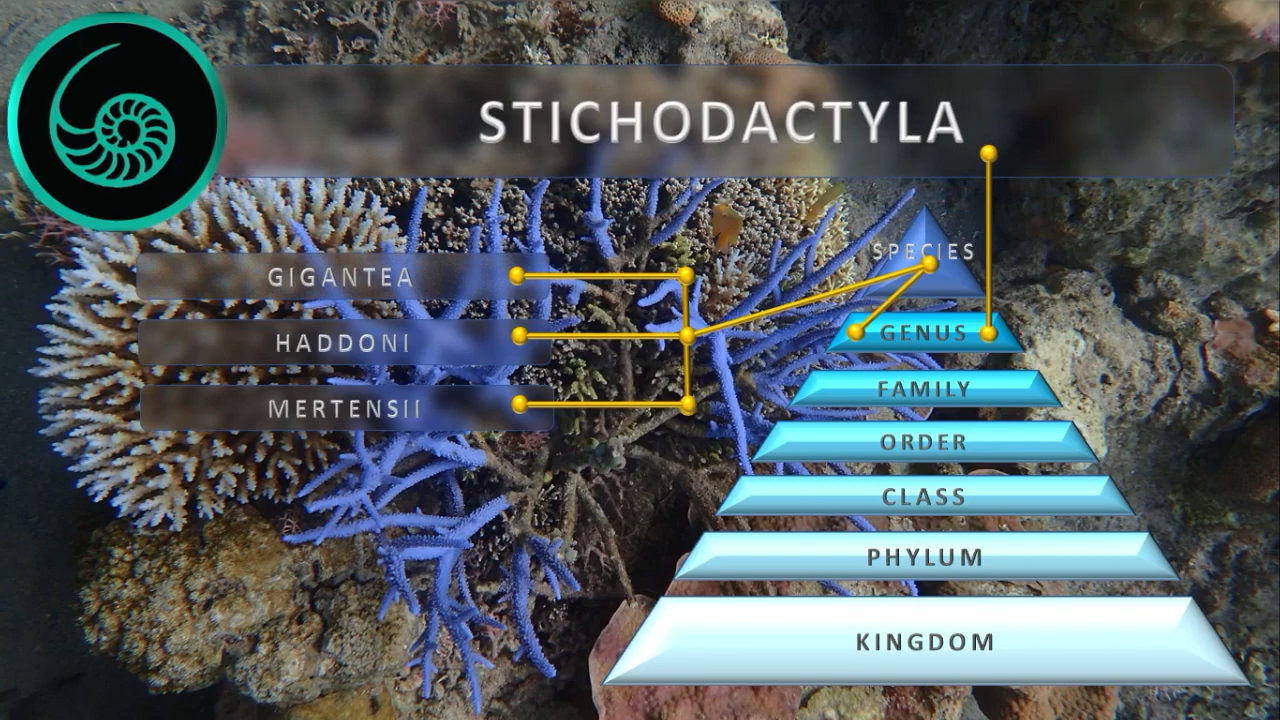 STICHODACTYLA
GIGANTEA
HADDONI
MERTENSII
SPECIES
GENUS
FAMILY
ORDER
CLASS
PHYLUM
KINGDOM